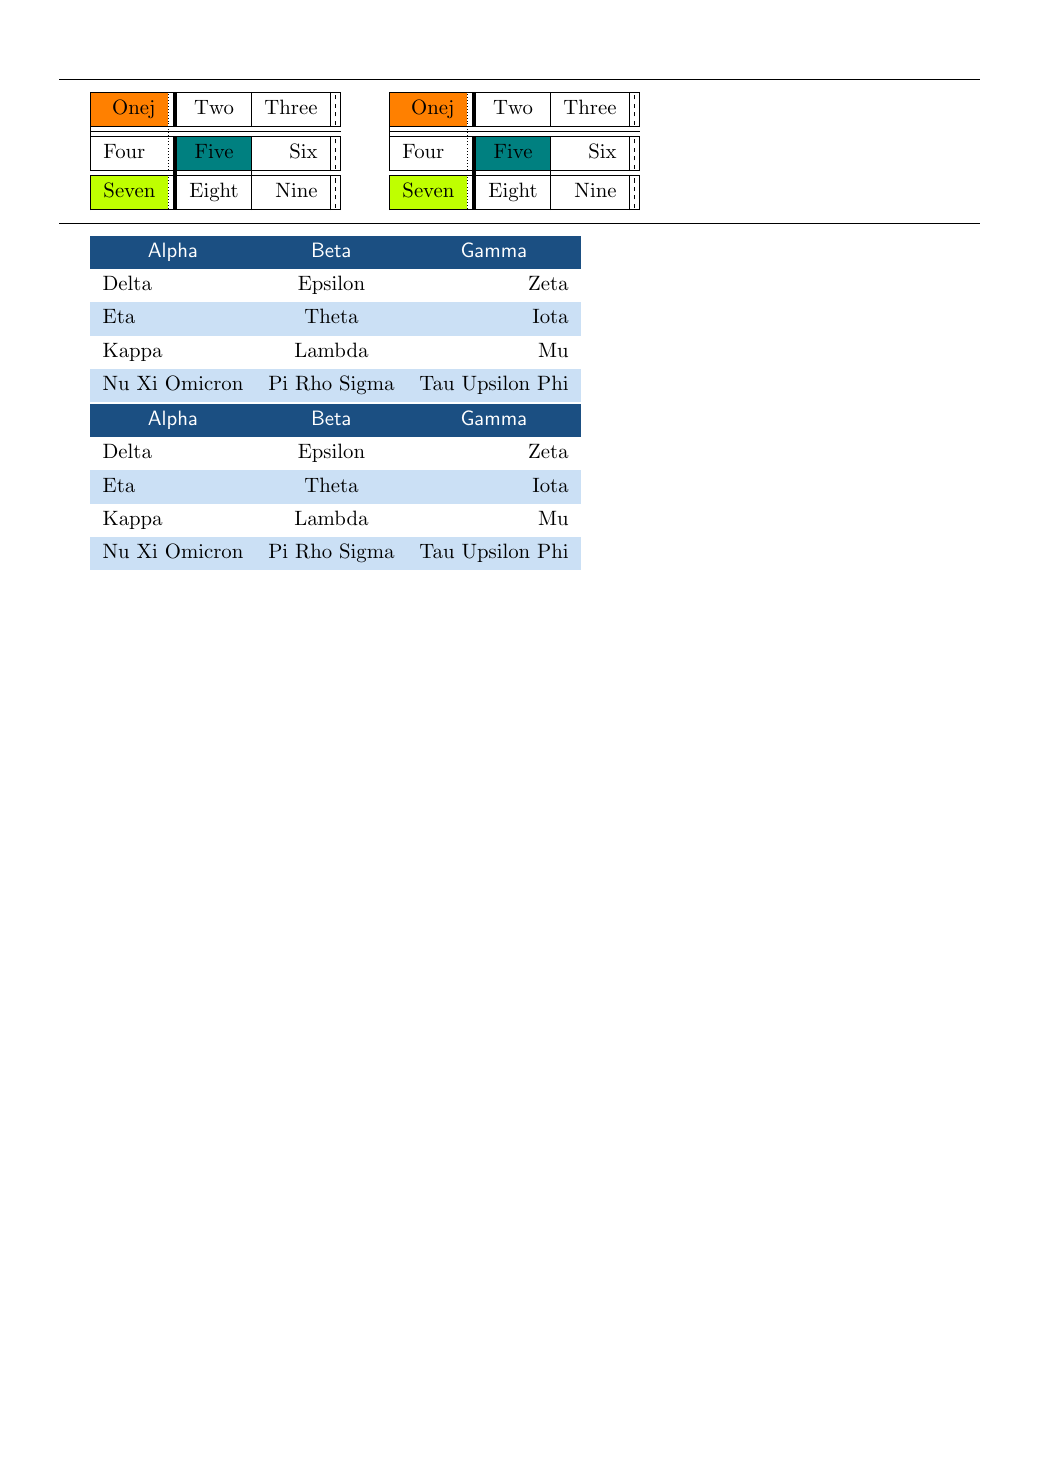 Onej Two Three Onej Two Three
Four Five Six Four Five Six
Seven Eight Nine Seven Eight Nine
Alpha Beta Gamma
Delta Epsilon Zeta
Eta Theta Iota
Kappa Lambda Mu
Nu Xi Omicron Pi Rho Sigma Tau Upsilon Phi
Alpha Beta Gamma
Delta Epsilon Zeta
Eta Theta Iota
Kappa Lambda Mu
Nu Xi Omicron Pi Rho Sigma Tau Upsilon Phi